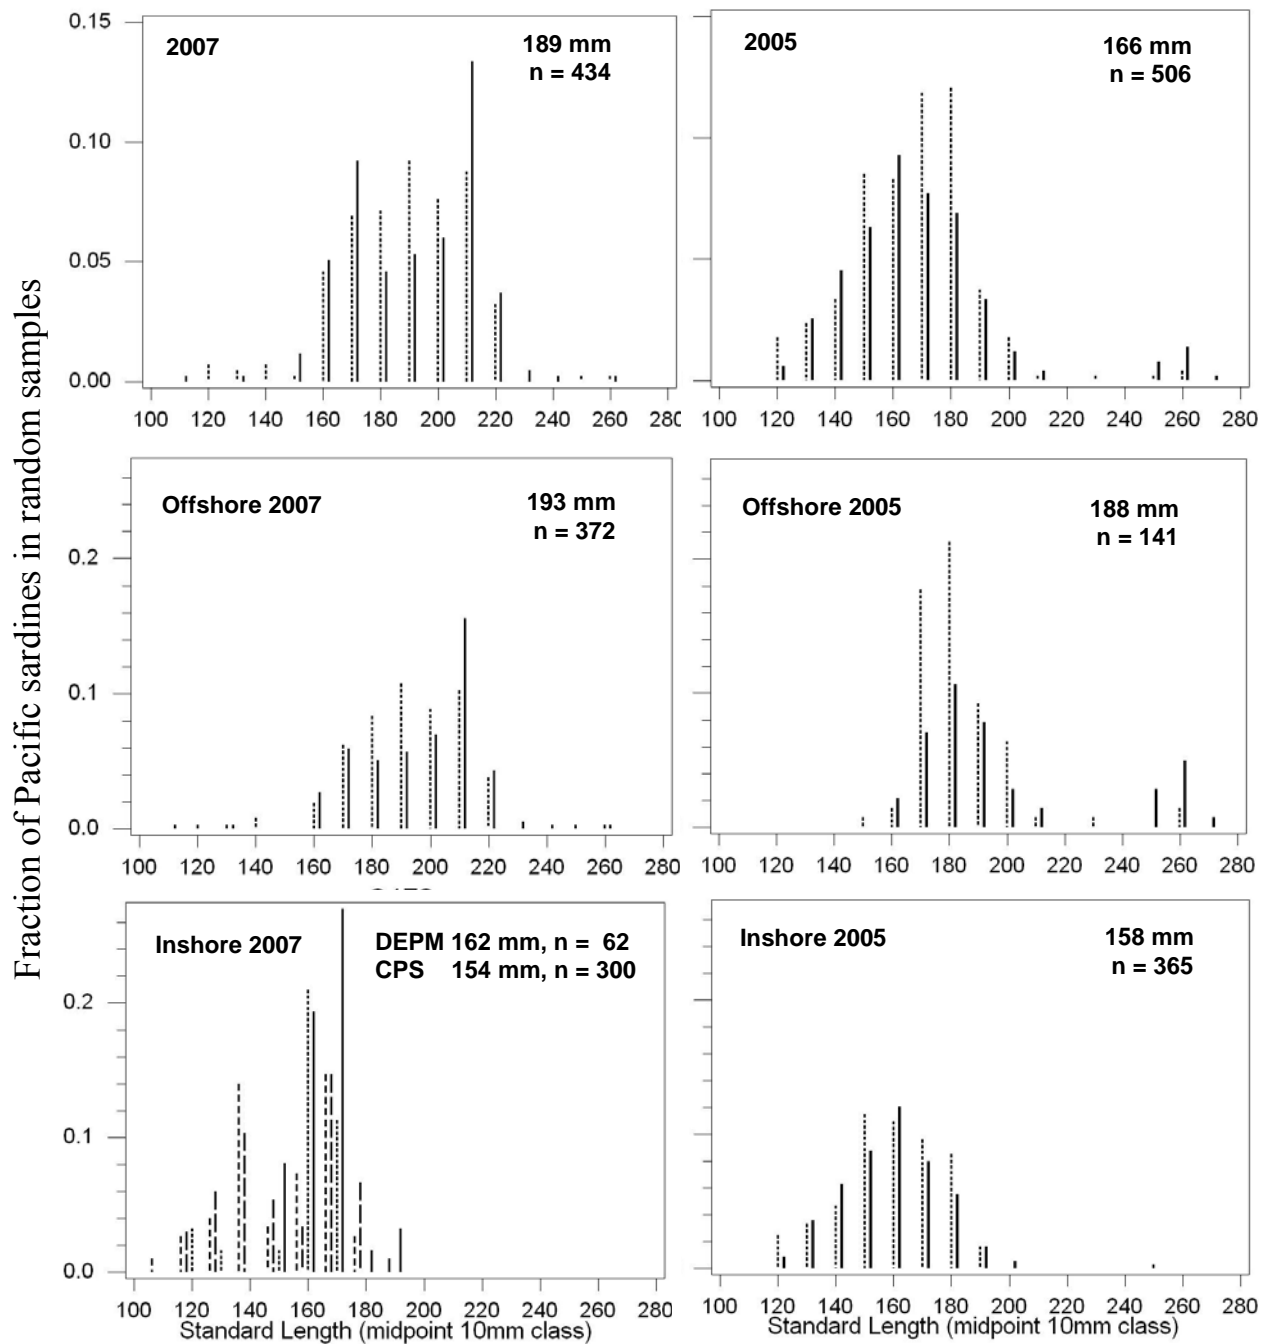 Fraction of Pacific sardines in random samples
2007
189 mm
n = 434
0.15
0.10
0.05
0.00
100 120 140 160 180 200 220 240 260 280
2005
166 mm
n = 506
100 120 140 160 180 200 220 240 260 280
Offshore 2007
193 mm
n = 372
0.2
0.1
0.0
100 120 140 160 180 200 220 240 260 280
Offshore 2005
188 mm
n = 141
100 120 140 160 180 200 220 240 260 280
Inshore 2007
DEPM 162 mm, n = 62
CPS 154 mm, n = 300
0.2
0.1
0.0
100 120 140 160 180 200 220 240 260 280
Standard Length (midpoint 10mm class)
Inshore 2005
158 mm
n = 365
100 120 140 160 180 200 220 240 260 280
Standard Length (midpoint 10mm class)